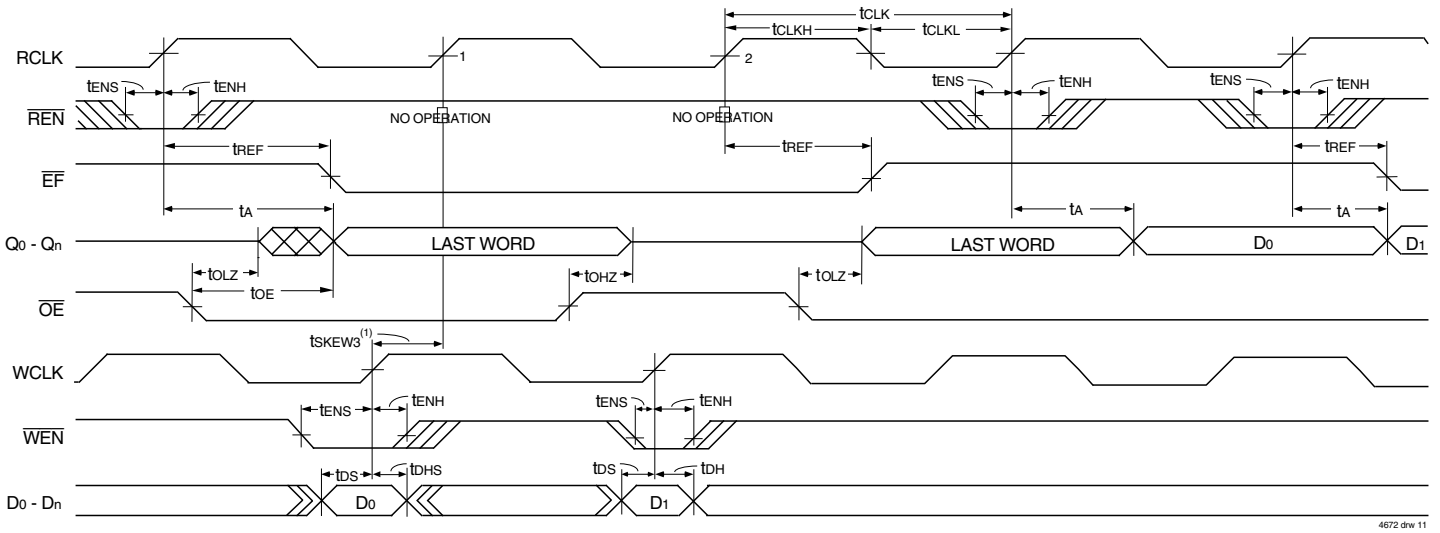 tCLK
tCLKH tCLKL
RCLK 1 2
tENS tENH tENS tENH tENS tENH
REN NO OPERATION NO OPERATION
tREF tREF tREF
EF
tA tA tA
Q0 - Qn LAST WORD LAST WORD D0 D1
tOLZ tOHZ tOLZ
tOE
OE
tSKEW3(1)
WCLK
tENS tENH tENS tENH
WEN
tDS tDHS tDS tDH
D0 - Dn D0 D1
4672 drw 11